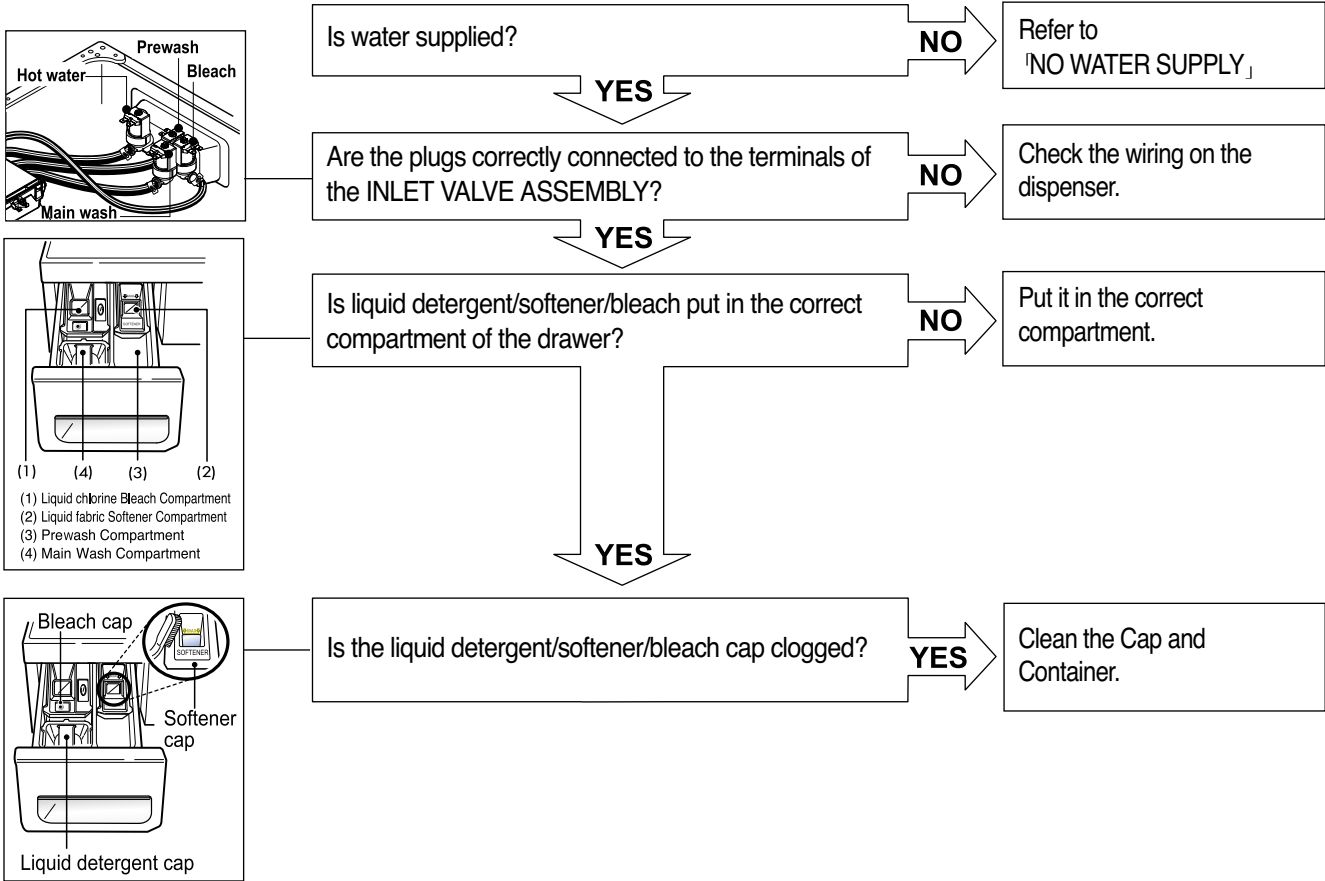 Is water supplied?
NO
Refer to
「NO WATER SUPPLY」
YES
Prewash
Hot water
Bleach
Main wash
Are the plugs correctly connected to the terminals of
the INLET VALVE ASSEMBLY?
NO
Check the wiring on the
dispenser.
YES
SOFTENER
(1) (4) (3) (2)
(1) Liquid chlorine Bleach Compartment
(2) Liquid fabric Softener Compartment
(3) Prewash Compartment
(4) Main Wash Compartment
Is liquid detergent/softener/bleach put in the correct
compartment of the drawer?
NO
Put it in the correct
compartment.
YES
Bleach cap
SOFTENER
Softener
cap
Liquid detergent cap
Is the liquid detergent/softener/bleach cap clogged?
YES
Clean the Cap and
Container.